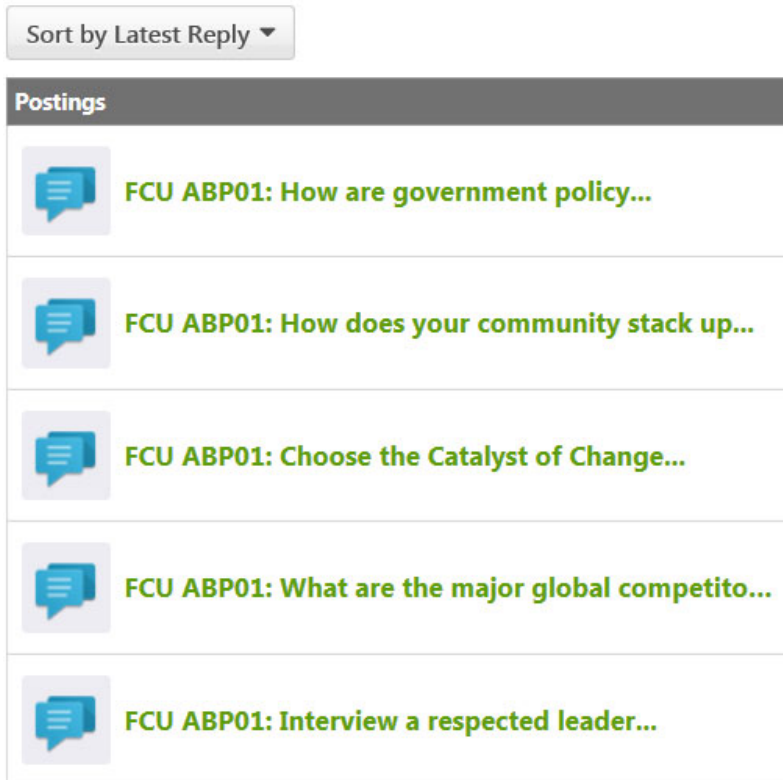 Sort by Latest Reply
Postings
FCU ABP01: How are government policy...
FCU ABP01: How does your community stack up...
FCU ABP01: Choose the Catalyst of Change...
FCU ABP01: What are the major global competito...
FCU ABP01: Interview a respected leader...